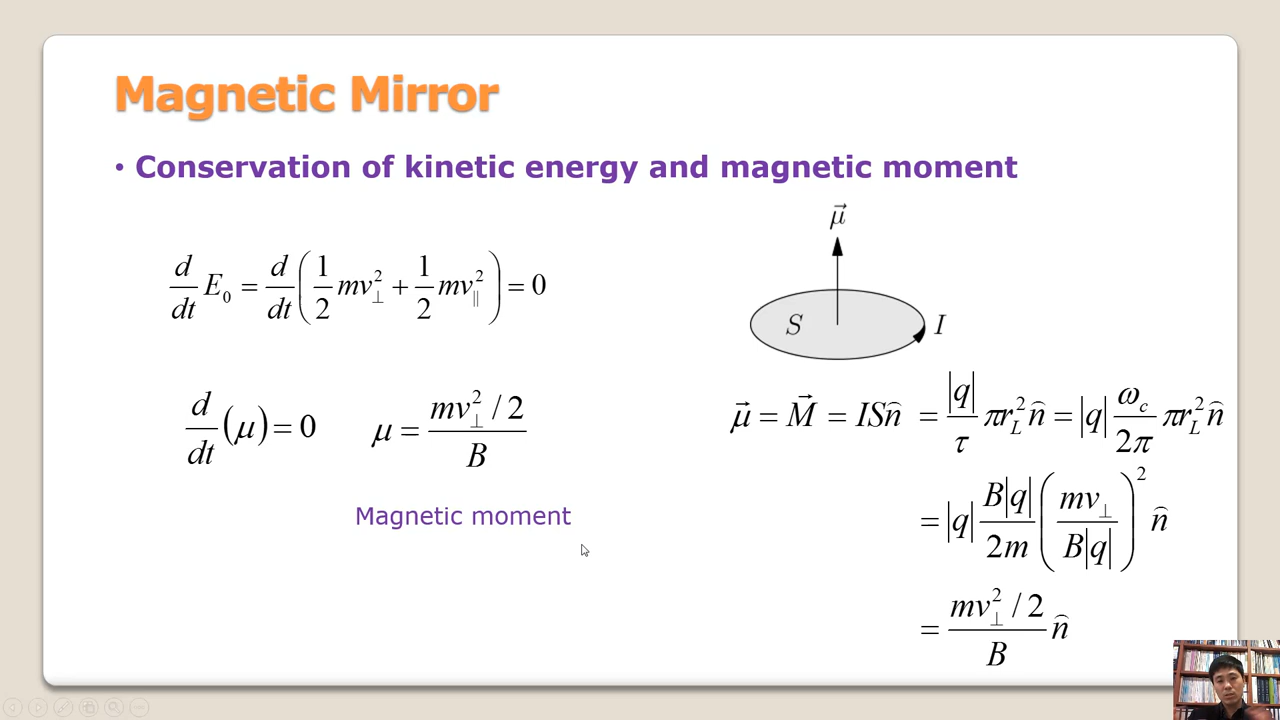 Magnetic Mirror
• Conservation of kinetic energy and magnetic moment
d/dt E₀ = d/dt (1/2 mv⊥² + 1/2 mv∥²) = 0
d/dt (μ) = 0
μ = (mv⊥² / 2) / B
Magnetic moment
μ⃗
S
I
μ⃗ = M⃗ = ISn̂ = |q|/τ πr_L² n̂ = |q| ω_c/2π πr_L² n̂
= |q| B|q|/2m (mv⊥ / B|q|)² n̂
= (mv⊥² / 2) / B n̂